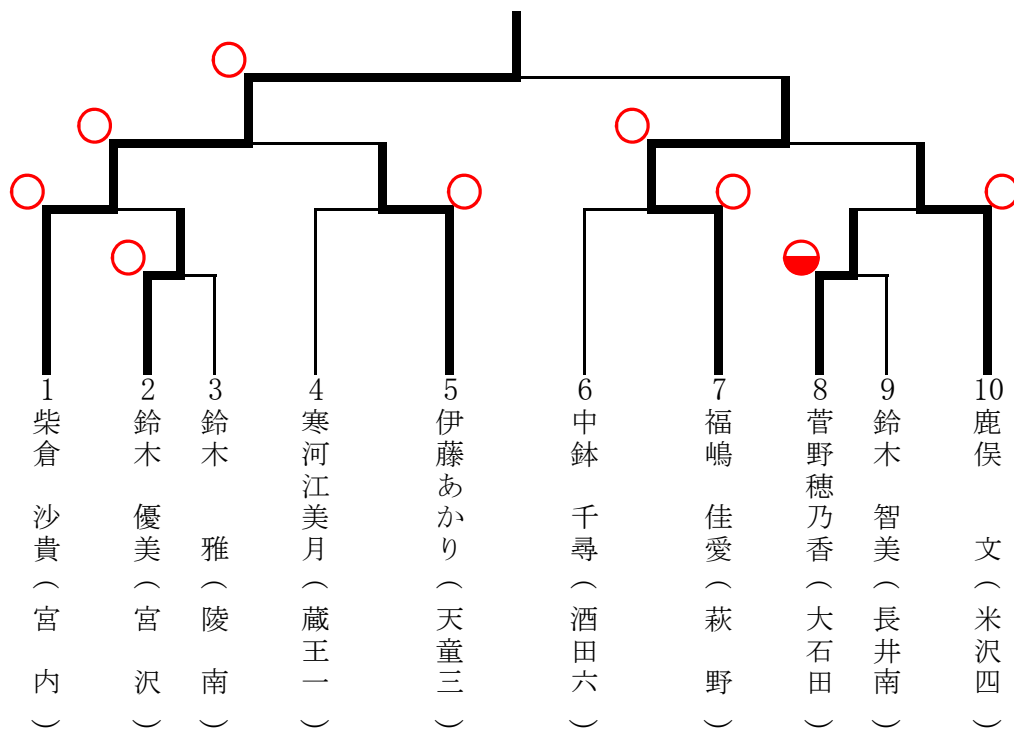 1 柴倉 沙貴（宮 内）
2 鈴木 優美（宮 沢）
3 鈴木 雅（陵 南）
4 寒河江美月（蔵王一）
5 伊藤あかり（天童三）
6 中鉢 千尋（酒田六）
7 福嶋 佳愛（萩 野）
8 菅野穂乃香（大石田）
9 鈴木 智美（長井南）
10 鹿俣 文（米沢四）